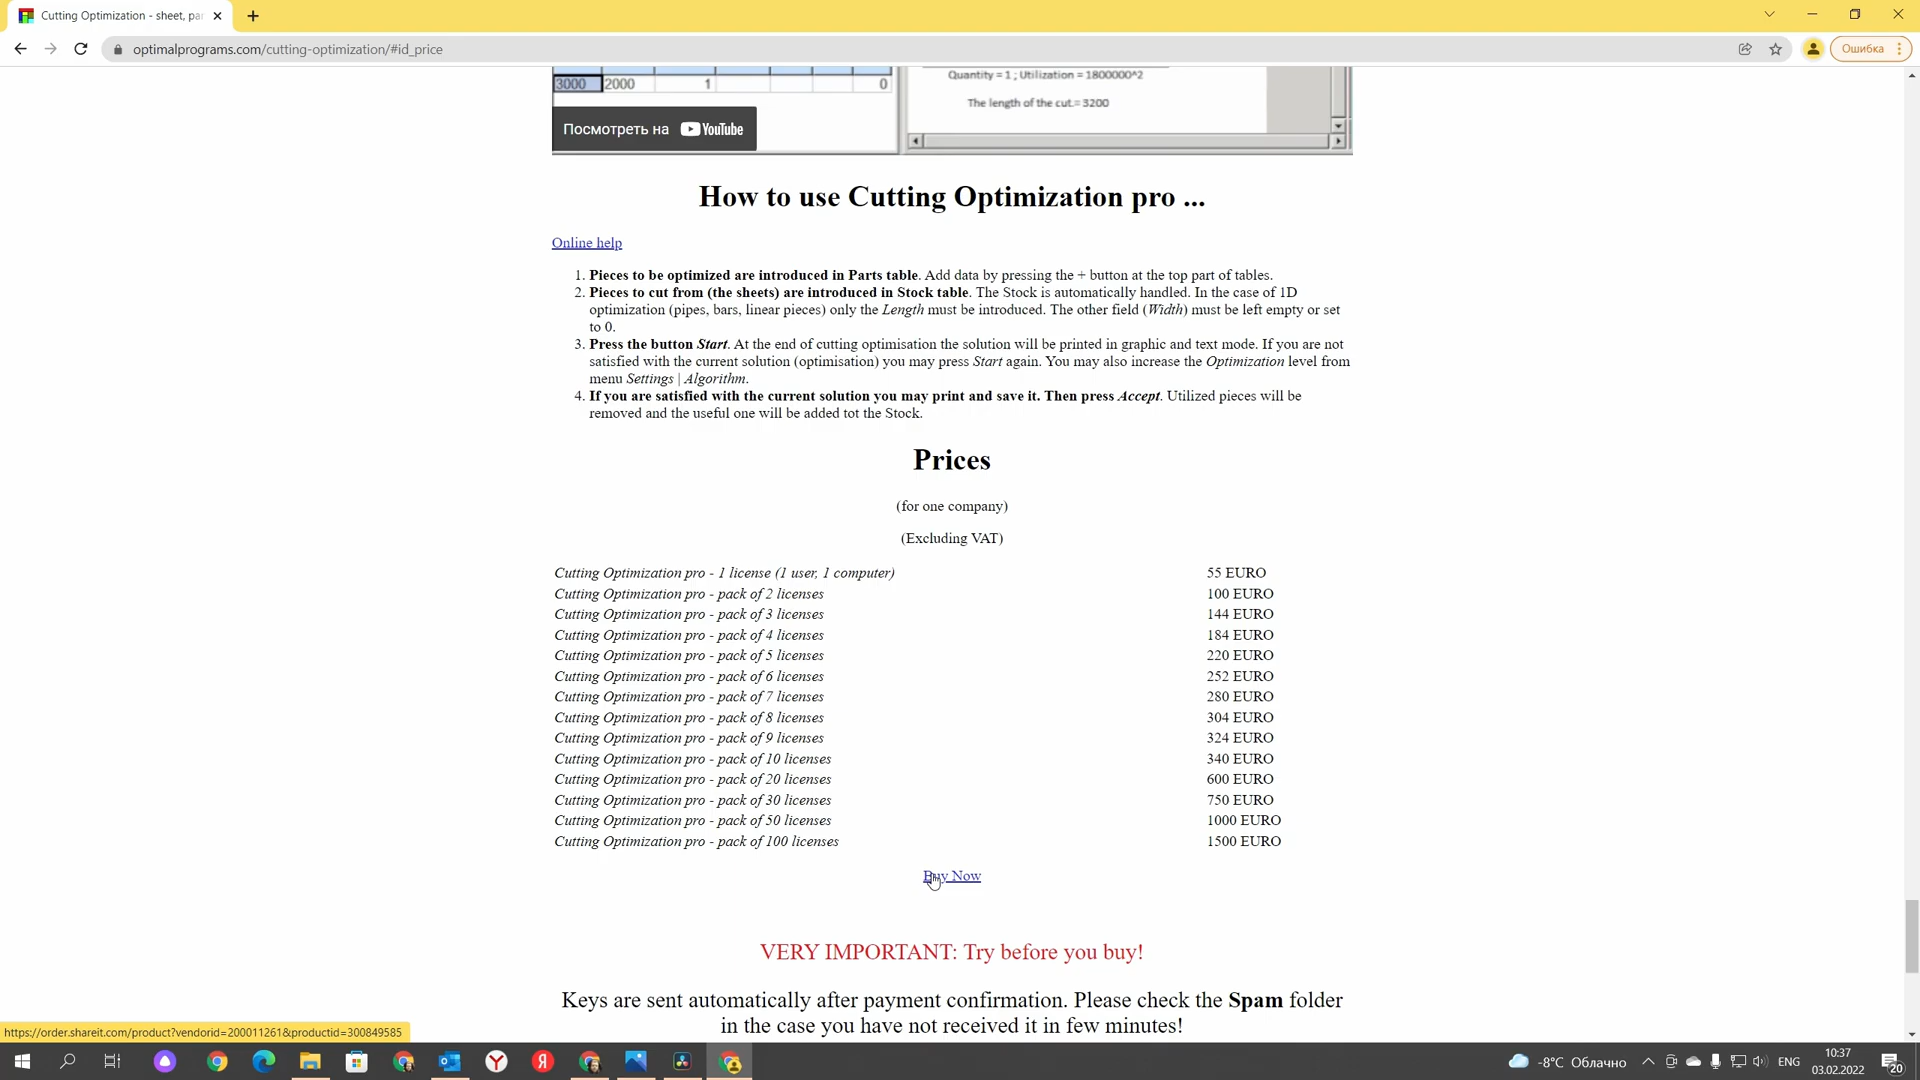 Cutting Optimization - sheet, pa
optimalprograms.com/cutting-optimization/#id_price
Ошибка
3000 2000 1 0
Quantity = 1 ; Utilization = 1800000^2
The length of the cut.= 3200
Посмотреть на YouTube
How to use Cutting Optimization pro ...
Online help
1. Pieces to be optimized are introduced in Parts table. Add data by pressing the + button at the top part of tables.
2. Pieces to cut from (the sheets) are introduced in Stock table. The Stock is automatically handled. In the case of 1D
optimization (pipes, bars, linear pieces) only the Length must be introduced. The other field (Width) must be left empty or set
to 0.
3. Press the button Start. At the end of cutting optimisation the solution will be printed in graphic and text mode. If you are not
satisfied with the current solution (optimisation) you may press Start again. You may also increase the Optimization level from
menu Settings | Algorithm.
4. If you are satisfied with the current solution you may print and save it. Then press Accept. Utilized pieces will be
removed and the useful one will be added tot the Stock.
Prices
(for one company)
(Excluding VAT)
Cutting Optimization pro - 1 license (1 user, 1 computer) 55 EURO
Cutting Optimization pro - pack of 2 licenses 100 EURO
Cutting Optimization pro - pack of 3 licenses 144 EURO
Cutting Optimization pro - pack of 4 licenses 184 EURO
Cutting Optimization pro - pack of 5 licenses 220 EURO
Cutting Optimization pro - pack of 6 licenses 252 EURO
Cutting Optimization pro - pack of 7 licenses 280 EURO
Cutting Optimization pro - pack of 8 licenses 304 EURO
Cutting Optimization pro - pack of 9 licenses 324 EURO
Cutting Optimization pro - pack of 10 licenses 340 EURO
Cutting Optimization pro - pack of 20 licenses 600 EURO
Cutting Optimization pro - pack of 30 licenses 750 EURO
Cutting Optimization pro - pack of 50 licenses 1000 EURO
Cutting Optimization pro - pack of 100 licenses 1500 EURO
Buy Now
VERY IMPORTANT: Try before you buy!
Keys are sent automatically after payment confirmation. Please check the Spam folder
in the case you have not received it in few minutes!
https://order.shareit.com/product?vendorid=200011261&productid=300849585
-8°C Облачно ENG 10:37
03.02.2022 20